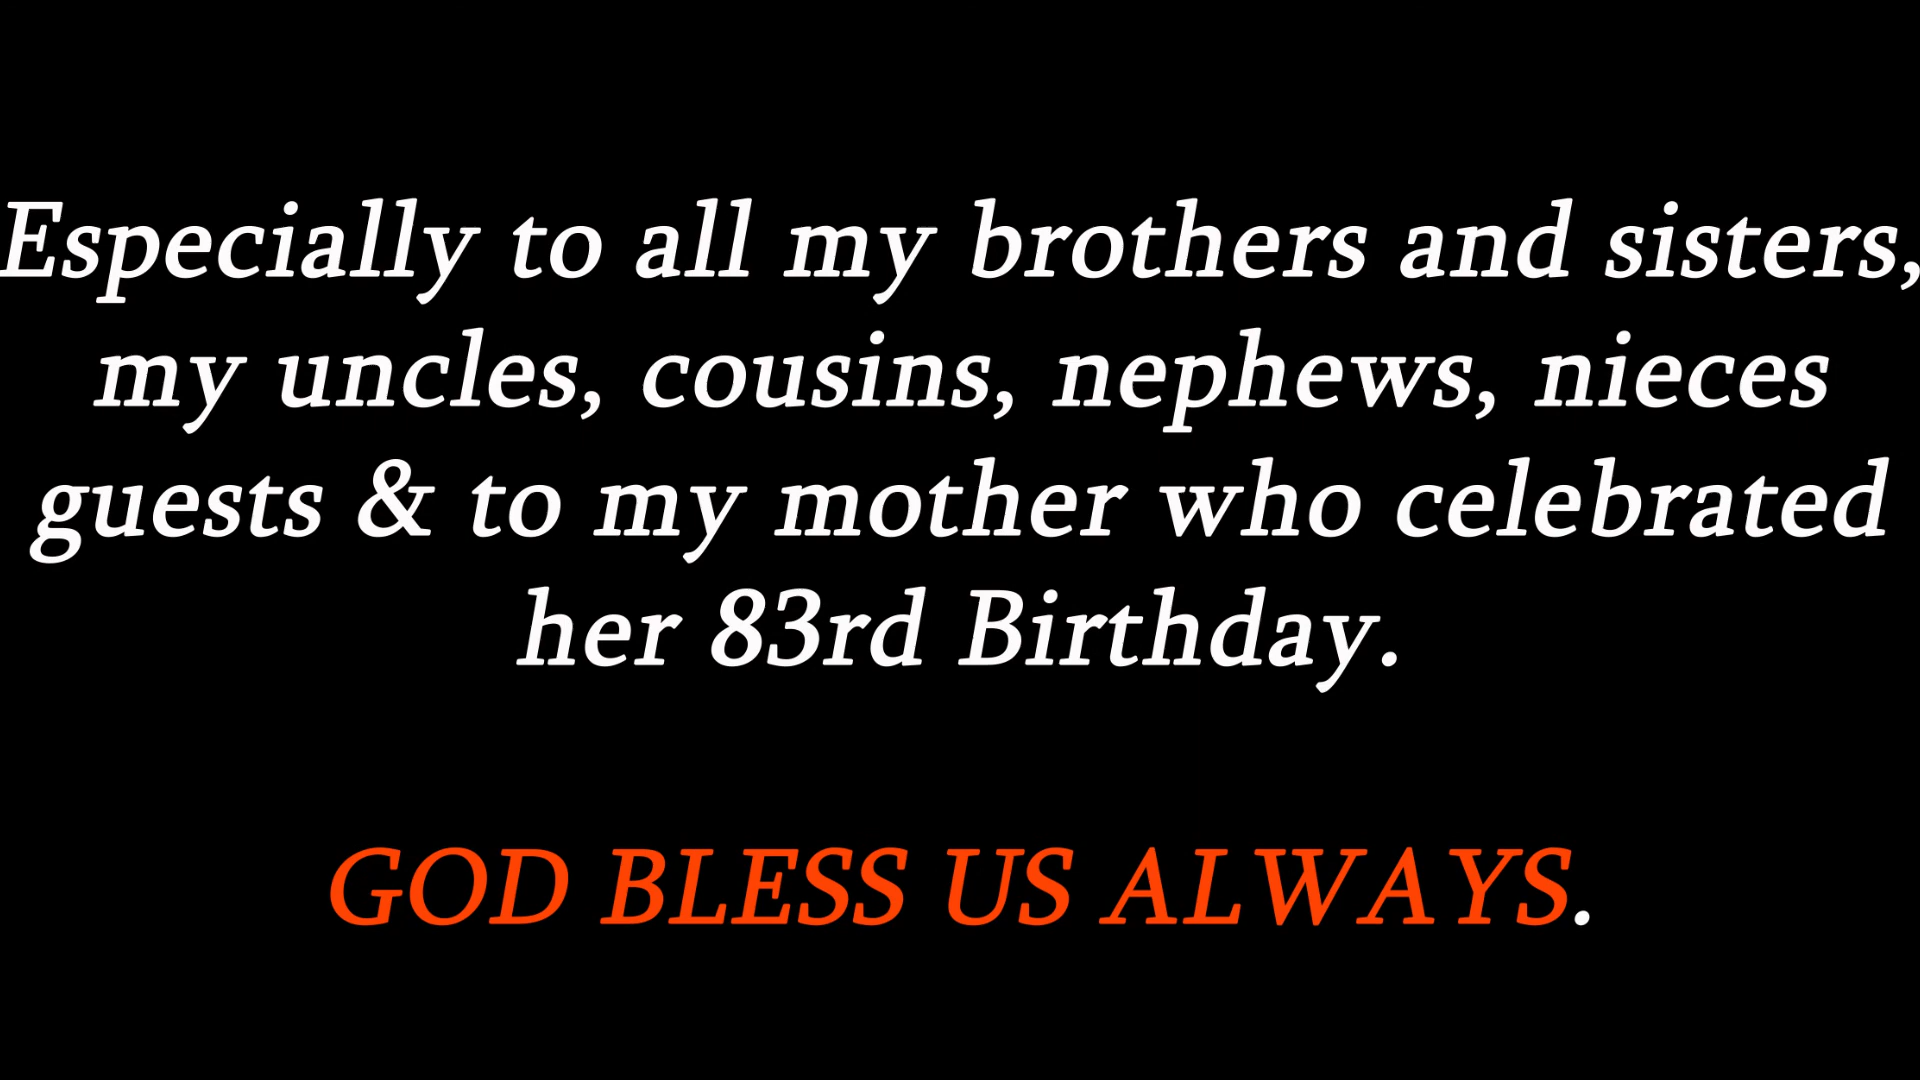 Especially to all my brothers and sisters,
my uncles, cousins, nephews, nieces
guests & to my mother who celebrated
her 83rd Birthday.
GOD BLESS US ALWAYS.